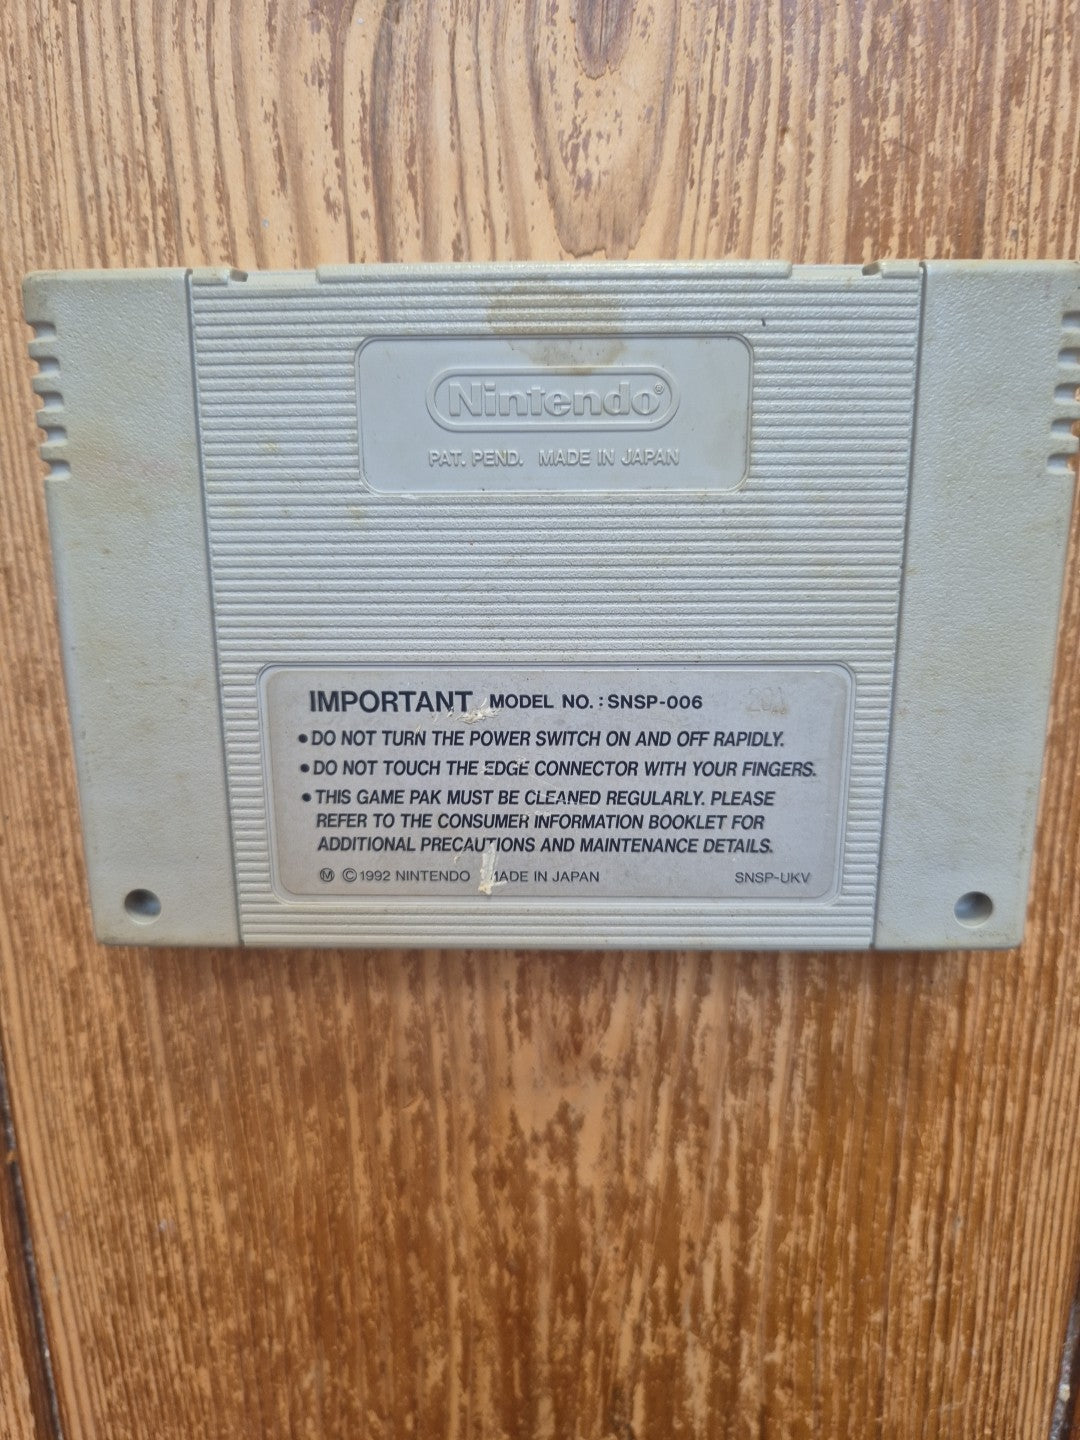 Nintendo®
PAT. PEND. MADE IN JAPAN
IMPORTANT MODEL NO. : SNSP-006
• DO NOT TURN THE POWER SWITCH ON AND OFF RAPIDLY.
• DO NOT TOUCH THE EDGE CONNECTOR WITH YOUR FINGERS.
• THIS GAME PAK MUST BE CLEANED REGULARLY. PLEASE
REFER TO THE CONSUMER INFORMATION BOOKLET FOR
ADDITIONAL PRECAUTIONS AND MAINTENANCE DETAILS.
Ⓜ ©1992 NINTENDO MADE IN JAPAN SNSP-UKV